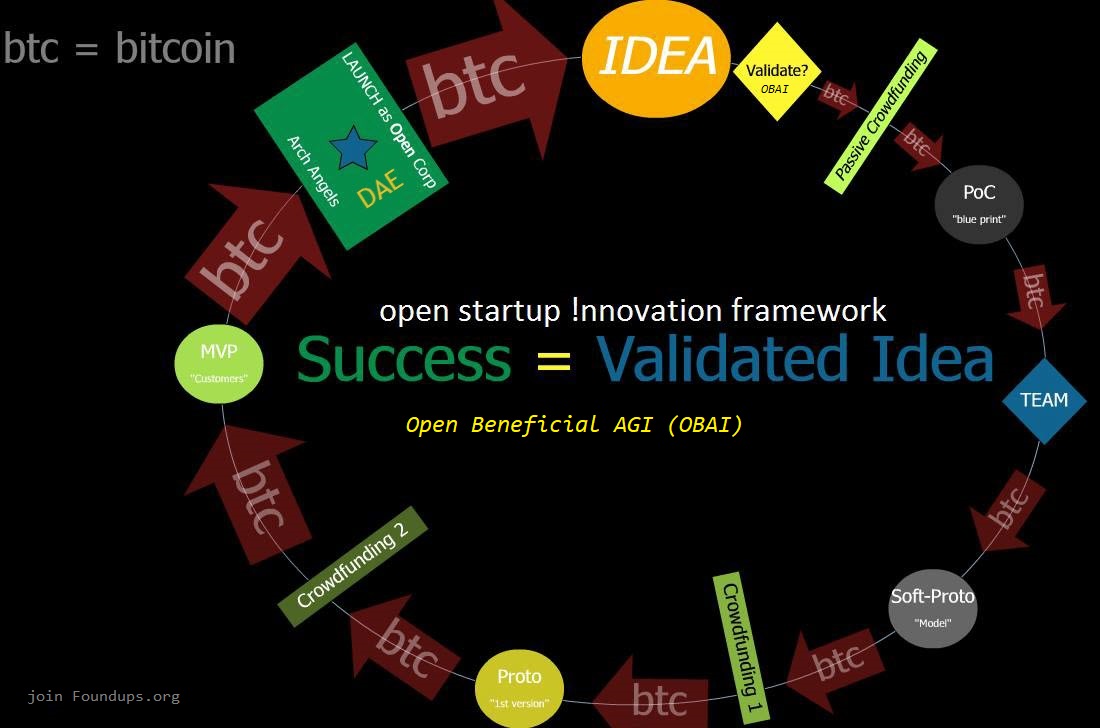 btc = bitcoin
IDEA
Validate?
OBAI
btc
Passive Crowdfunding
btc
PoC
"blue print"
btc
TEAM
btc
Soft-Proto
"Model"
btc
Crowdfunding 1
btc
Proto
"1st version"
btc
Crowdfunding 2
btc
MVP
"Customers"
btc
LAUNCH as Open Corp
DAE
Arch Angels
btc
open startup !nnovation framework
Success = Validated Idea
Open Beneficial AGI (OBAI)
join Foundups.org